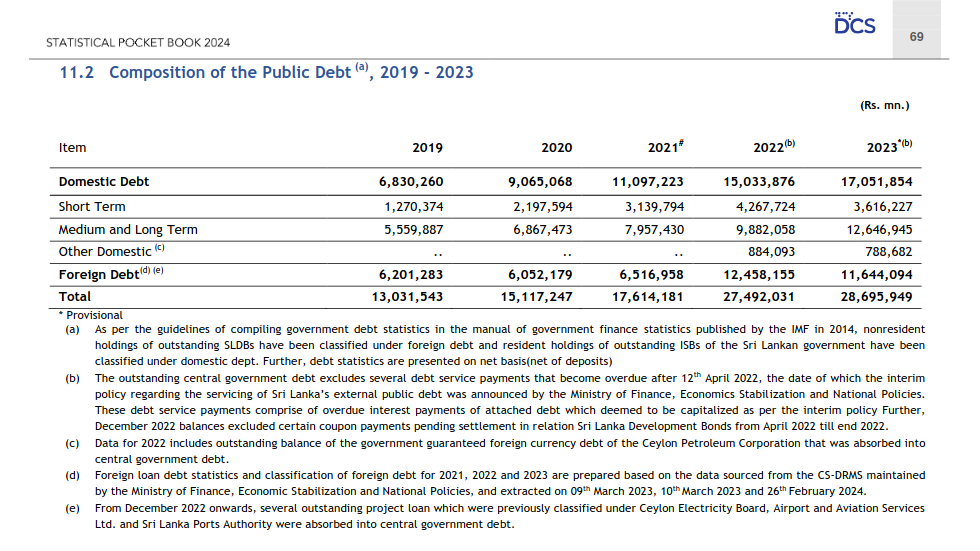 DCS
69
STATISTICAL POCKET BOOK 2024
11.2 Composition of the Public Debt (a), 2019 - 2023
(Rs. mn.)
Item 2019 2020 2021# 2022(b) 2023*(b)
Domestic Debt 6,830,260 9,065,068 11,097,223 15,033,876 17,051,854
Short Term 1,270,374 2,197,594 3,139,794 4,267,724 3,616,227
Medium and Long Term 5,559,887 6,867,473 7,957,430 9,882,058 12,646,945
Other Domestic (c) .. .. .. 884,093 788,682
Foreign Debt(d) (e) 6,201,283 6,052,179 6,516,958 12,458,155 11,644,094
Total 13,031,543 15,117,247 17,614,181 27,492,031 28,695,949
* Provisional
(a) As per the guidelines of compiling government debt statistics in the manual of government finance statistics published by the IMF in 2014, nonresident
holdings of outstanding SLDBs have been classified under foreign debt and resident holdings of outstanding ISBs of the Sri Lankan government have been
classified under domestic dept. Further, debt statistics are presented on net basis(net of deposits)
(b) The outstanding central government debt excludes several debt service payments that become overdue after 12th April 2022, the date of which the interim
policy regarding the servicing of Sri Lanka's external public debt was announced by the Ministry of Finance, Economics Stabilization and National Policies.
These debt service payments comprise of overdue interest payments of attached debt which deemed to be capitalized as per the interim policy Further,
December 2022 balances excluded certain coupon payments pending settlement in relation Sri Lanka Development Bonds from April 2022 till end 2022.
(c) Data for 2022 includes outstanding balance of the government guaranteed foreign currency debt of the Ceylon Petroleum Corporation that was absorbed into
central government debt.
(d) Foreign loan debt statistics and classification of foreign debt for 2021, 2022 and 2023 are prepared based on the data sourced from the CS-DRMS maintained
by the Ministry of Finance, Economic Stabilization and National Policies, and extracted on 09th March 2023, 10th March 2023 and 26th February 2024.
(e) From December 2022 onwards, several outstanding project loan which were previously classified under Ceylon Electricity Board, Airport and Aviation Services
Ltd. and Sri Lanka Ports Authority were absorbed into central government debt.